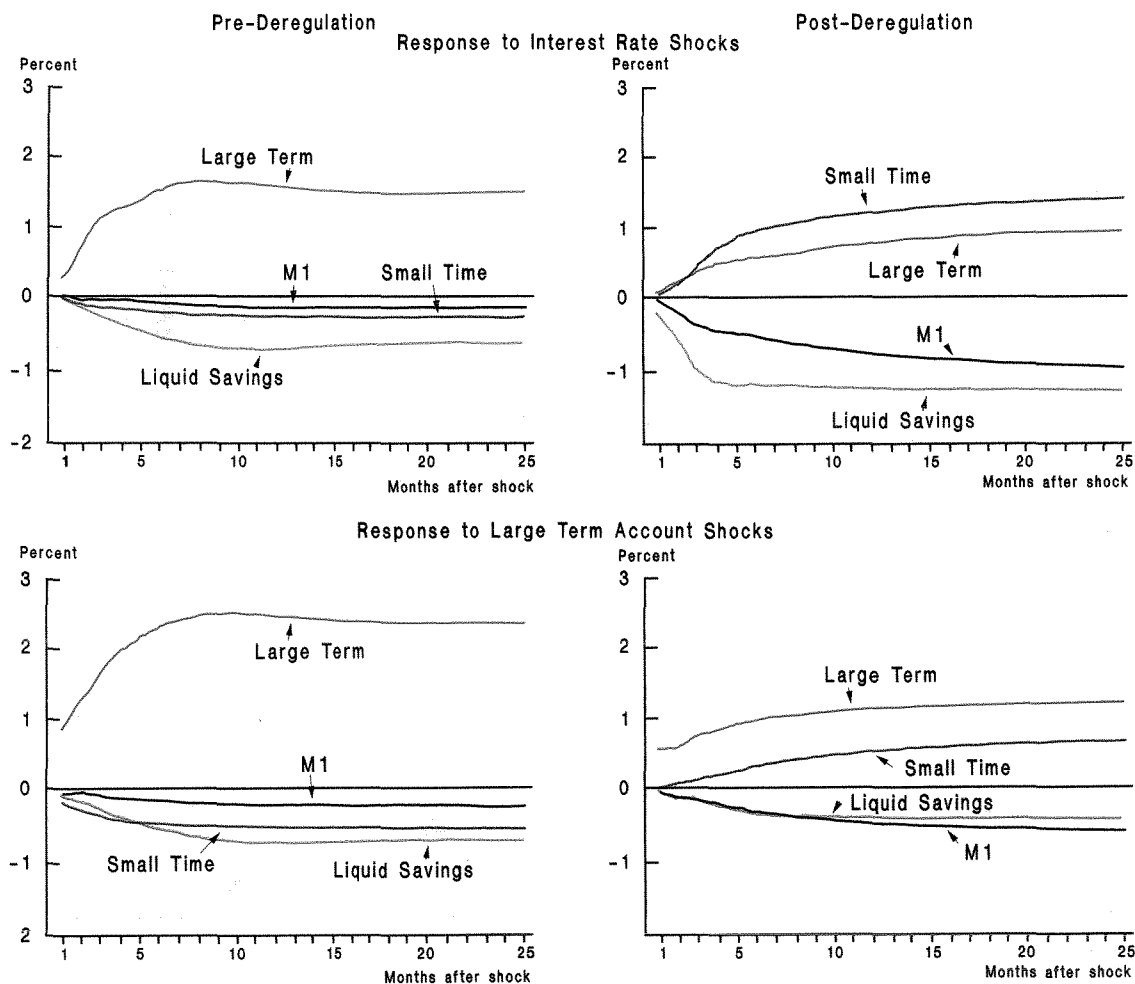 Pre-Deregulation
Post-Deregulation
Response to Interest Rate Shocks
Percent
3
2
1
0
-1
-2
Large Term
M1
Small Time
Liquid Savings
1 5 10 15 20 25
Months after shock
Percent
3
2
1
0
-1
Small Time
Large Term
M1
Liquid Savings
1 5 10 15 20 25
Months after shock
Response to Large Term Account Shocks
Percent
3
2
1
0
-1
2
Large Term
M1
Small Time
Liquid Savings
1 5 10 15 20 25
Months after shock
Percent
3
2
1
0
-1
Large Term
Small Time
Liquid Savings
M1
1 5 10 15 20 25
Months after shock